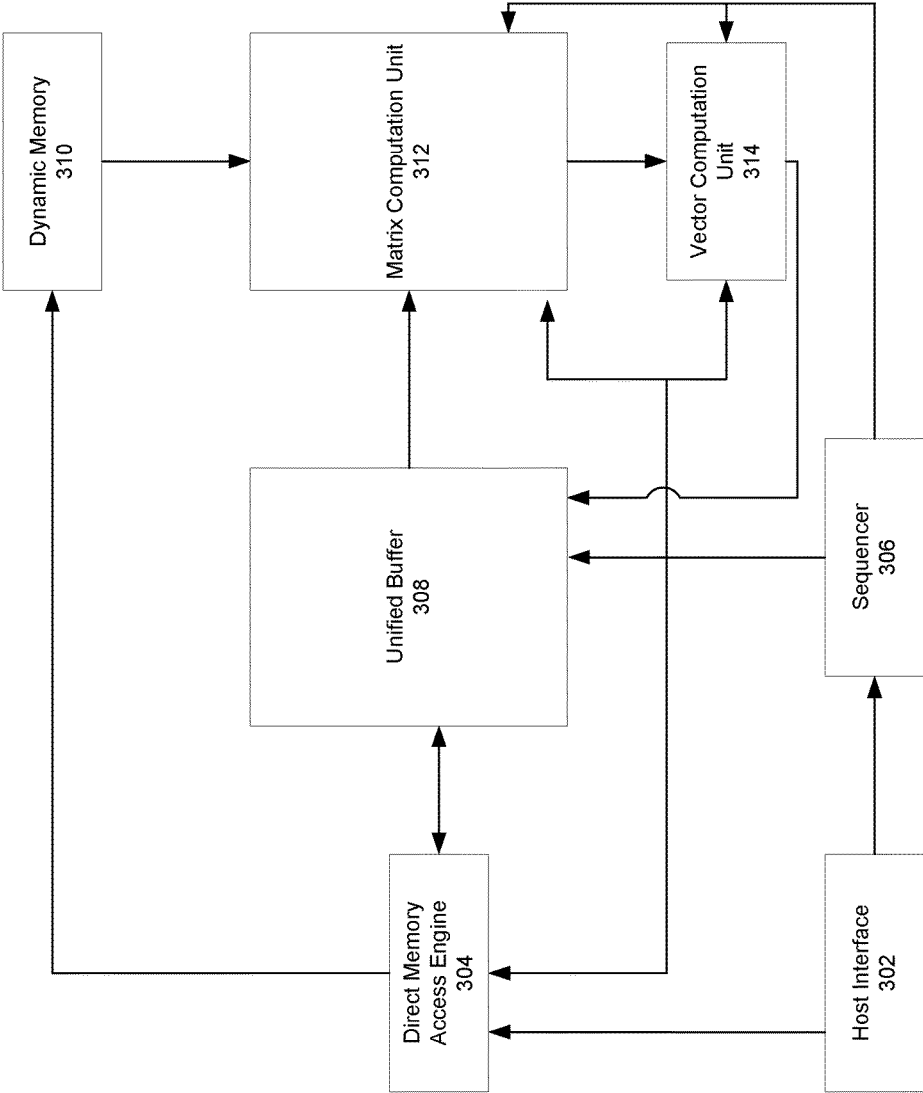 Host Interface
302
Direct Memory
Access Engine
304
Sequencer
306
Unified Buffer
308
Dynamic Memory
310
Matrix Computation Unit
312
Vector Computation
Unit
314